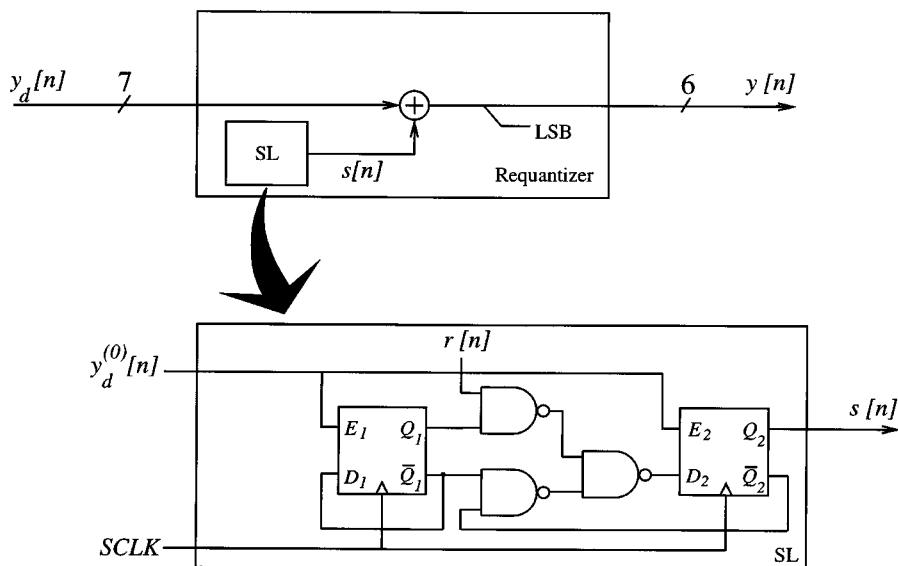 y_d[n]
7
6
y[n]
SL
s[n]
LSB
Requantizer
r[n]
y_d^{(0)}[n]
s[n]
E_1 Q_1
D_1 Q̅_1
E_2 Q_2
D_2 Q̅_2
SCLK
SL